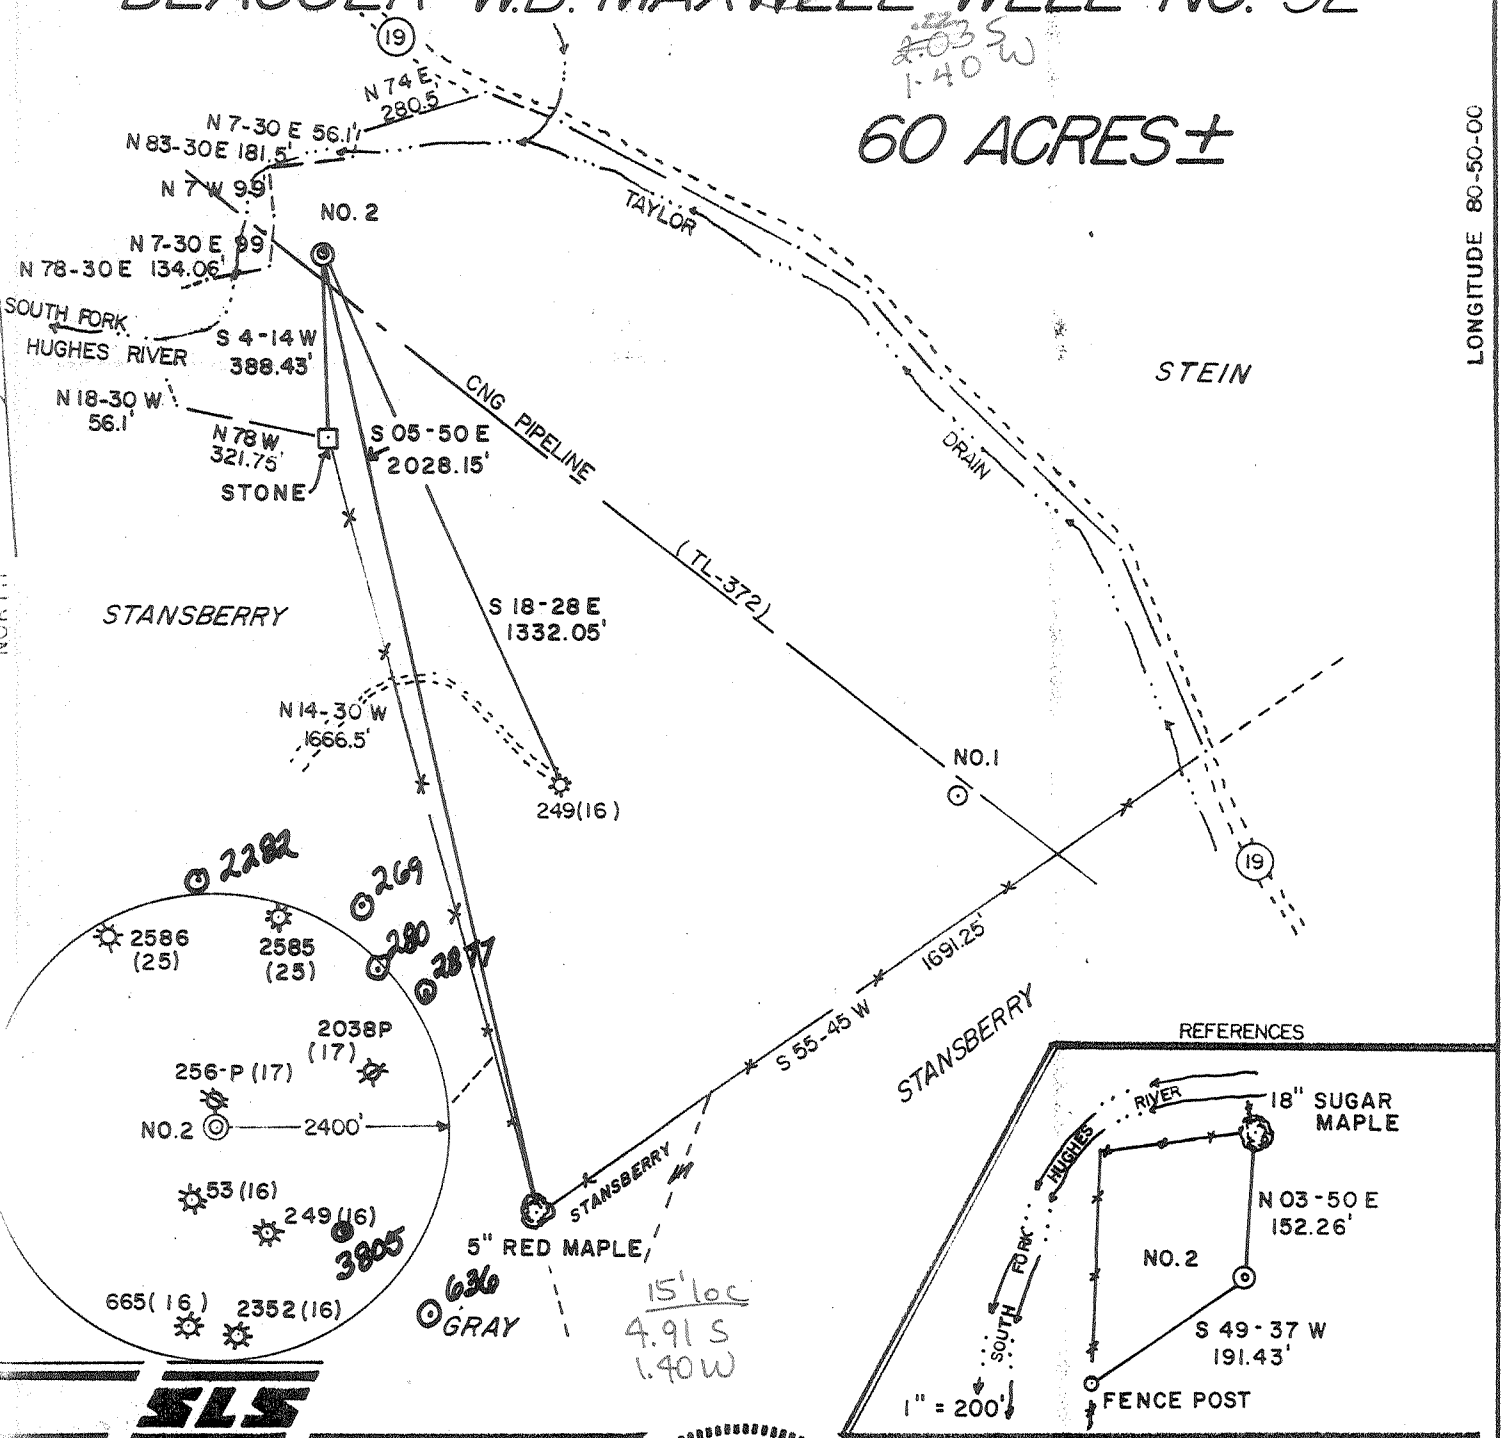 W.B. MAXWELL WELL NO.
19
.22
2.03 S
1.40 W
60 ACRES±
LONGITUDE 80-50-00
N 74 E
280.5'
N 7-30 E 56.1'
N 83-30E 181.5'
N 7 W 99'
NO. 2
N 7-30 E 99'
N 78-30 E 134.06'
SOUTH FORK
HUGHES RIVER
S 4-14 W
388.43'
N 18-30 W
56.1'
N 78 W
321.75'
STONE
TAYLOR
CNG PIPELINE
(TL-372)
STEIN
DRAIN
S 05-50 E
2028.15'
S 18-28 E
1332.05'
NORTH
STANSBERRY
N 14-30 W
1666.5'
249(16)
NO.1
19
2282
269
280
2877
2586
(25)
2585
(25)
2038P
(17)
256-P (17)
NO.2
2400'
53 (16)
249 (16)
3805
665(16)
2352 (16)
1691.25'
S 55-45 W
STANSBERRY
STANSBERRY
5" RED MAPLE
636
GRAY
15' loc
4.91 S
1.40 W
SLS
REFERENCES
RIVER
HUGHES
FORK
SOUTH
18" SUGAR
MAPLE
N 03-50 E
152.26'
NO. 2
S 49-37 W
191.43'
1" = 200'
FENCE POST